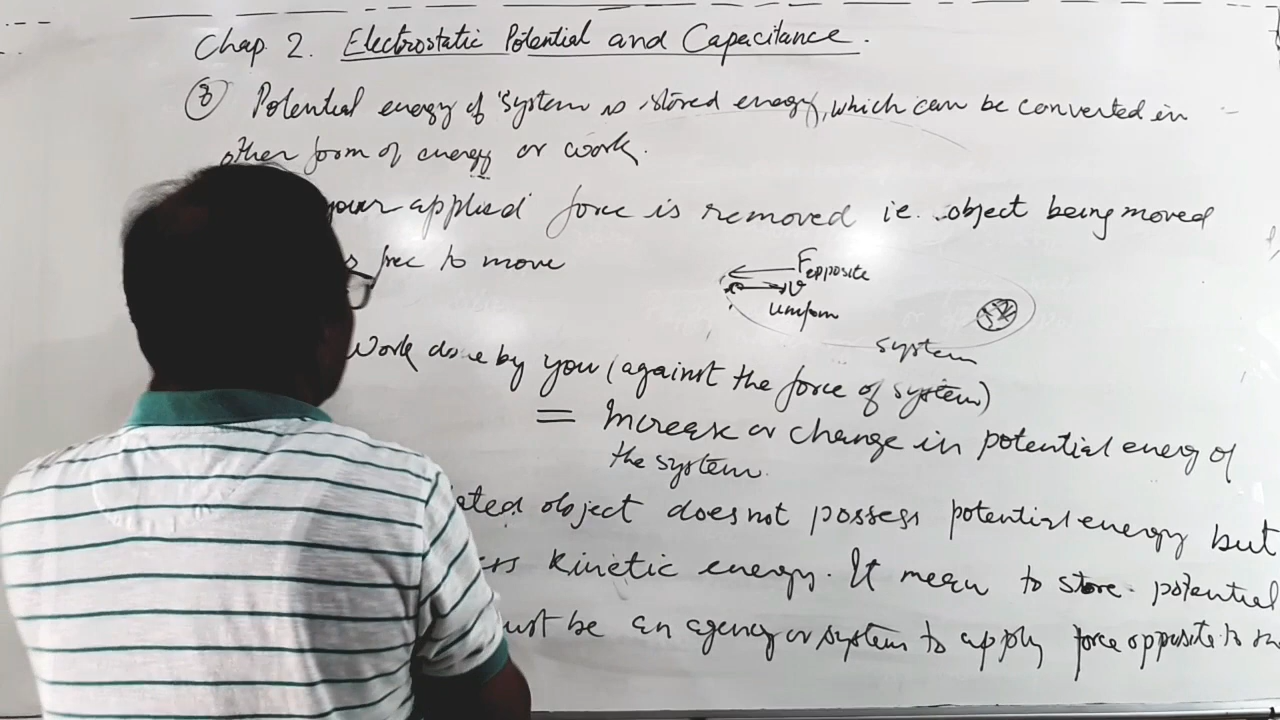 Chap 2. Electrostatic Potential and Capacitance.
Potential energy of system is stored energy, which can be converted in
other form of energy or work.
your applied force is removed i.e. object being moved
free to move
F opposite
v
uniform
system
Work done by you (against the force of system)
= Increase or change in potential energy of
the system.
ated object does not possess potential energy but
kinetic energy. It mean to store potential
ust be an agency or system to apply force opposite to